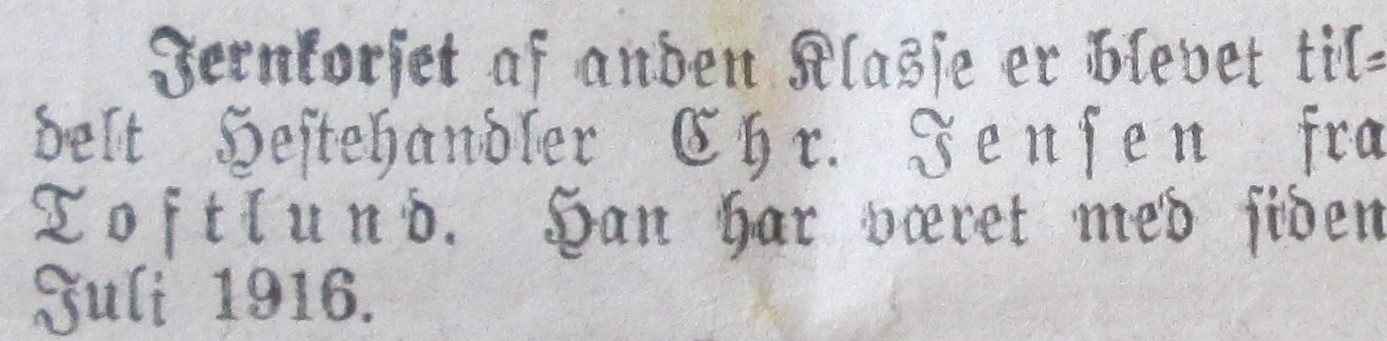 Jernkorset af anden Klasse er blevet til-
delt Hestehandler Chr. Jensen fra
Toftlund. Han har været med siden
Juli 1916.